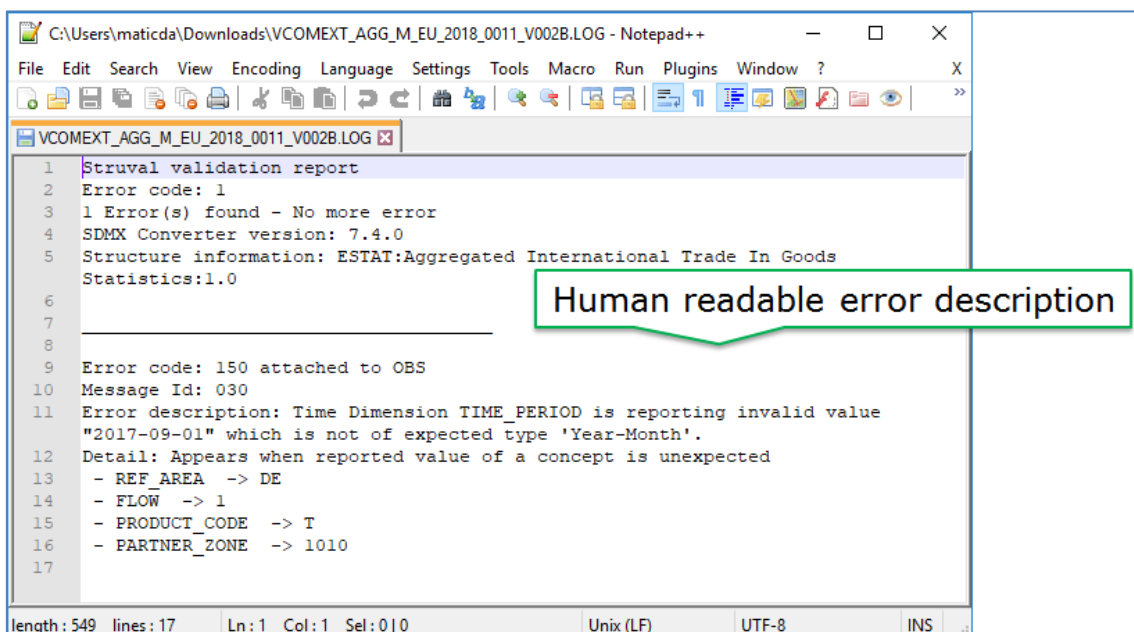 C:\Users\maticda\Downloads\VCOMEXT_AGG_M_EU_2018_0011_V002B.LOG - Notepad++
File Edit Search View Encoding Language Settings Tools Macro Run Plugins Window ? X
VCOMEXT_AGG_M_EU_2018_0011_V002B.LOG
1 Struval validation report
2 Error code: 1
3 1 Error(s) found - No more error
4 SDMX Converter version: 7.4.0
5 Structure information: ESTAT:Aggregated International Trade In Goods
Statistics:1.0
6
7
8
Human readable error description
9 Error code: 150 attached to OBS
10 Message Id: 030
11 Error description: Time Dimension TIME_PERIOD is reporting invalid value
"2017-09-01" which is not of expected type 'Year-Month'.
12 Detail: Appears when reported value of a concept is unexpected
13 - REF_AREA -> DE
14 - FLOW -> 1
15 - PRODUCT_CODE -> T
16 - PARTNER_ZONE -> 1010
17
length : 549 lines : 17 Ln : 1 Col : 1 Sel : 0 | 0 Unix (LF) UTF-8 INS